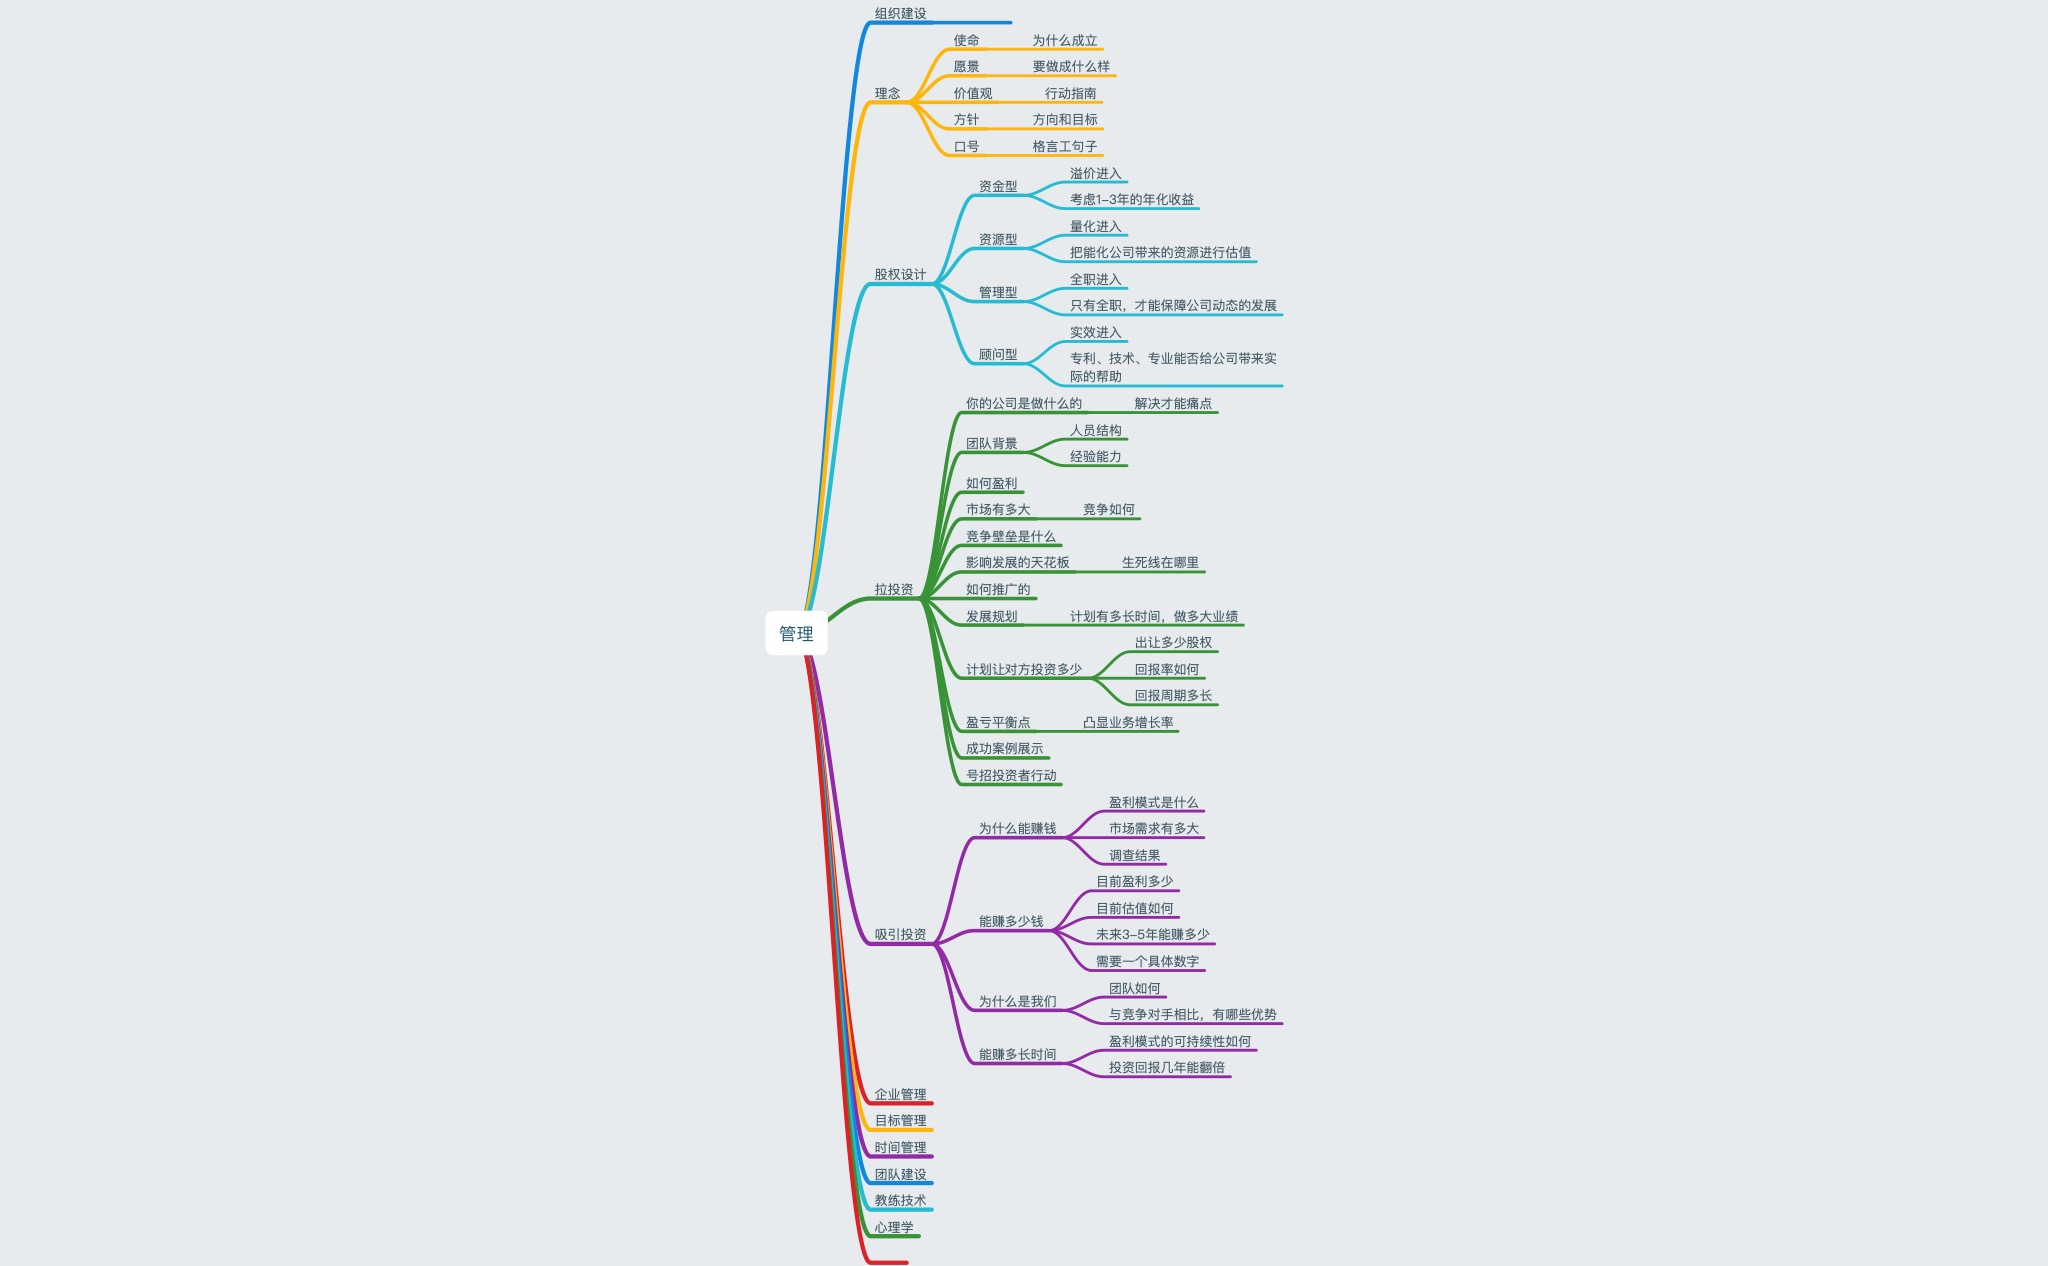 管理
组织建设
理念
使命
为什么成立
愿景
要做成什么样
价值观
行动指南
方针
方向和目标
口号
格言工句子
股权设计
资金型
溢价进入
考虑1-3年的年化收益
资源型
量化进入
把能化公司带来的资源进行估值
管理型
全职进入
只有全职，才能保障公司动态的发展
顾问型
实效进入
专利、技术、专业能否给公司带来实
际的帮助
拉投资
你的公司是做什么的
解决才能痛点
团队背景
人员结构
经验能力
如何盈利
市场有多大
竞争如何
竞争壁垒是什么
影响发展的天花板
生死线在哪里
如何推广的
发展规划
计划有多长时间，做多大业绩
计划让对方投资多少
出让多少股权
回报率如何
回报周期多长
盈亏平衡点
凸显业务增长率
成功案例展示
号招投资者行动
吸引投资
为什么能赚钱
盈利模式是什么
市场需求有多大
调查结果
能赚多少钱
目前盈利多少
目前估值如何
未来3-5年能赚多少
需要一个具体数字
为什么是我们
团队如何
与竞争对手相比，有哪些优势
能赚多长时间
盈利模式的可持续性如何
投资回报几年能翻倍
企业管理
目标管理
时间管理
团队建设
教练技术
心理学